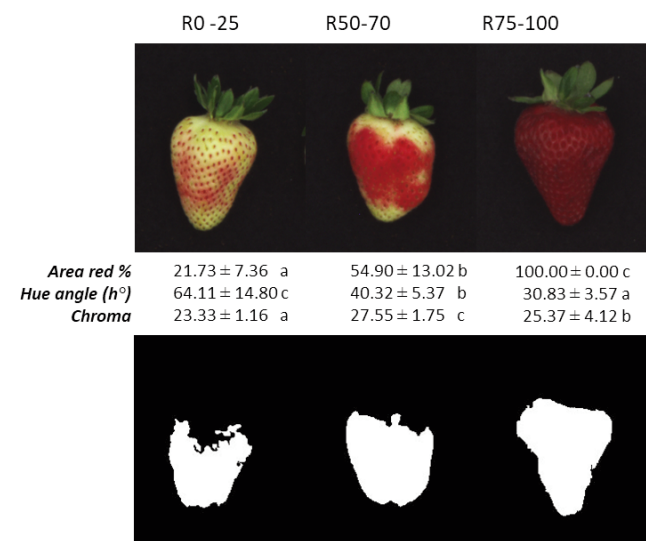 R0 -25 R50-70 R75-100
Area red % 21.73 ± 7.36 a 54.90 ± 13.02 b 100.00 ± 0.00 c
Hue angle (h°) 64.11 ± 14.80 c 40.32 ± 5.37 b 30.83 ± 3.57 a
Chroma 23.33 ± 1.16 a 27.55 ± 1.75 c 25.37 ± 4.12 b